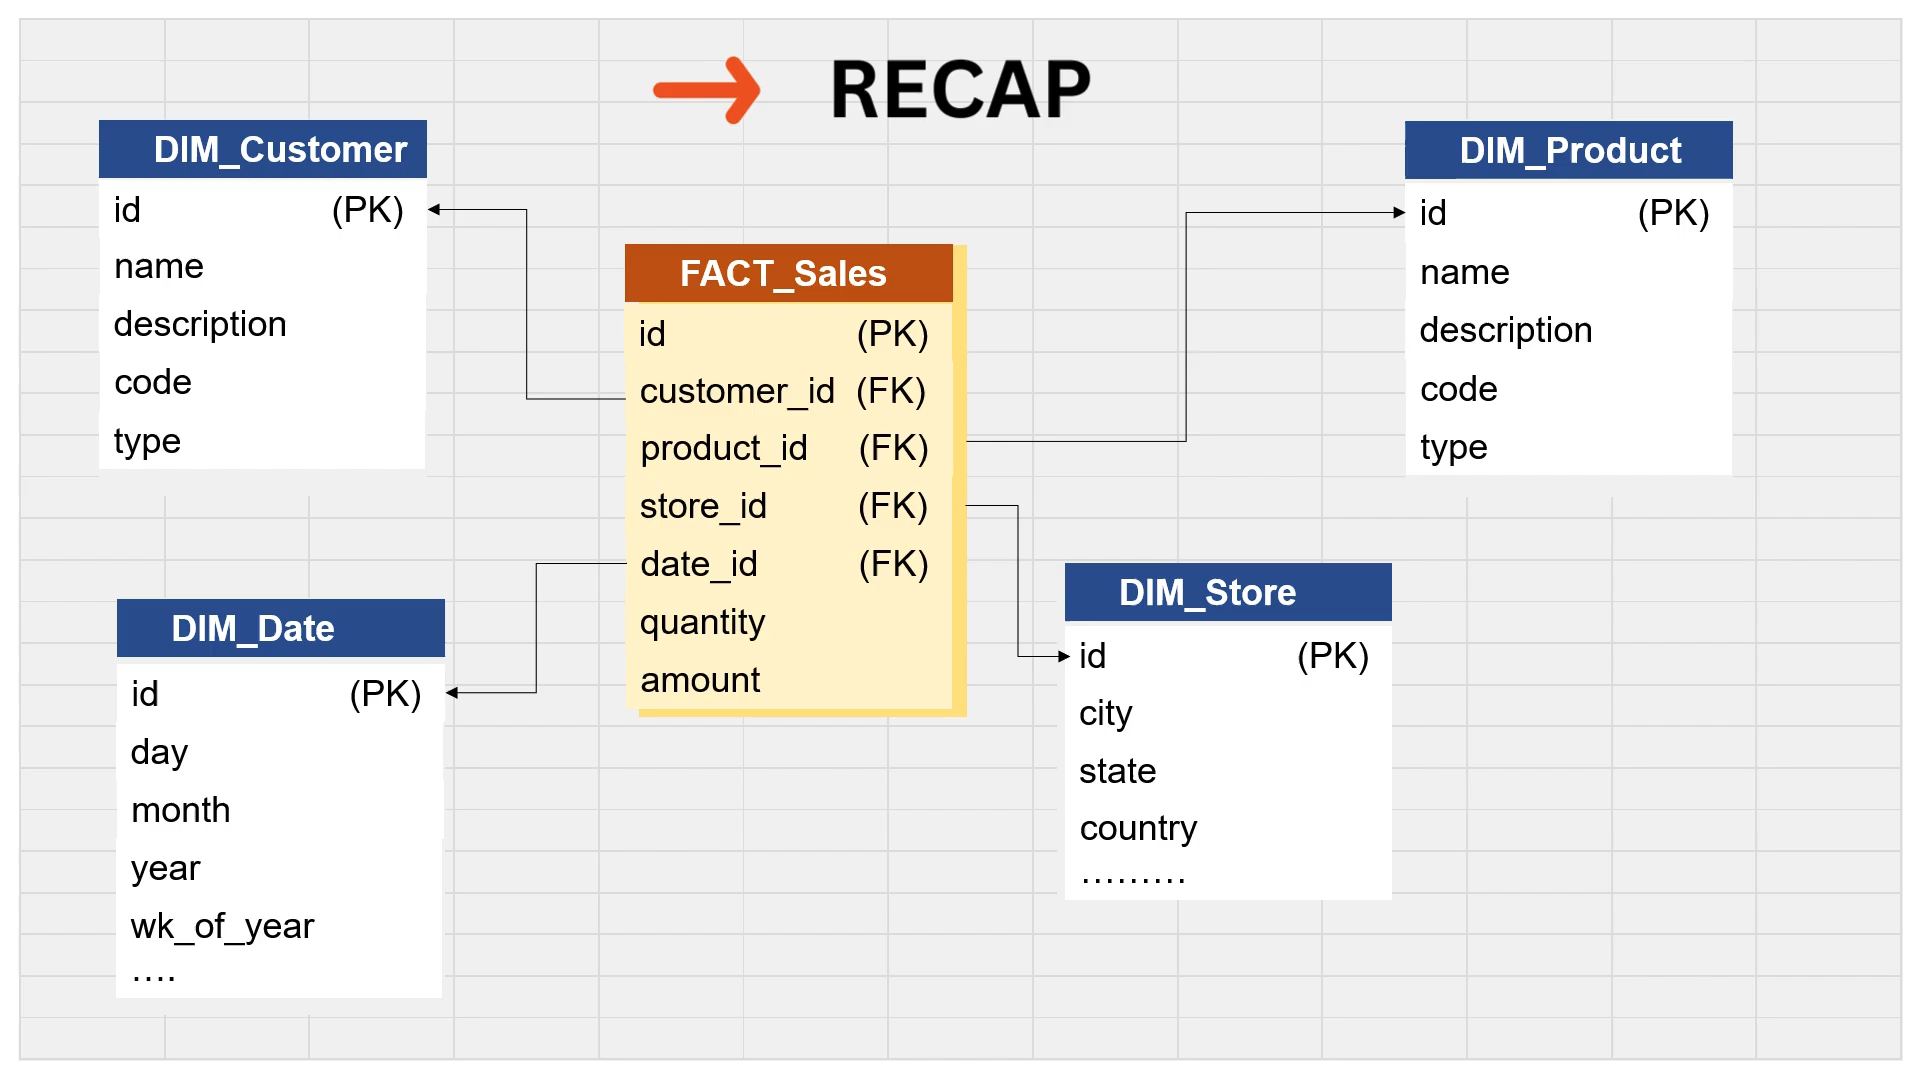 RECAP
DIM_Customer
id (PK)
name
description
code
type
FACT_Sales
id (PK)
customer_id (FK)
product_id (FK)
store_id (FK)
date_id (FK)
quantity
amount
DIM_Product
id (PK)
name
description
code
type
DIM_Date
id (PK)
day
month
year
wk_of_year
....
DIM_Store
id (PK)
city
state
country
.........